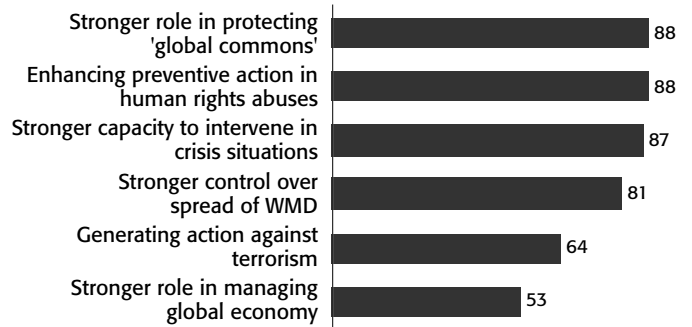 Stronger role in protecting
'global commons'
88
Enhancing preventive action in
human rights abuses
88
Stronger capacity to intervene in
crisis situations
87
Stronger control over
spread of WMD
81
Generating action against
terrorism
64
Stronger role in managing
global economy
53